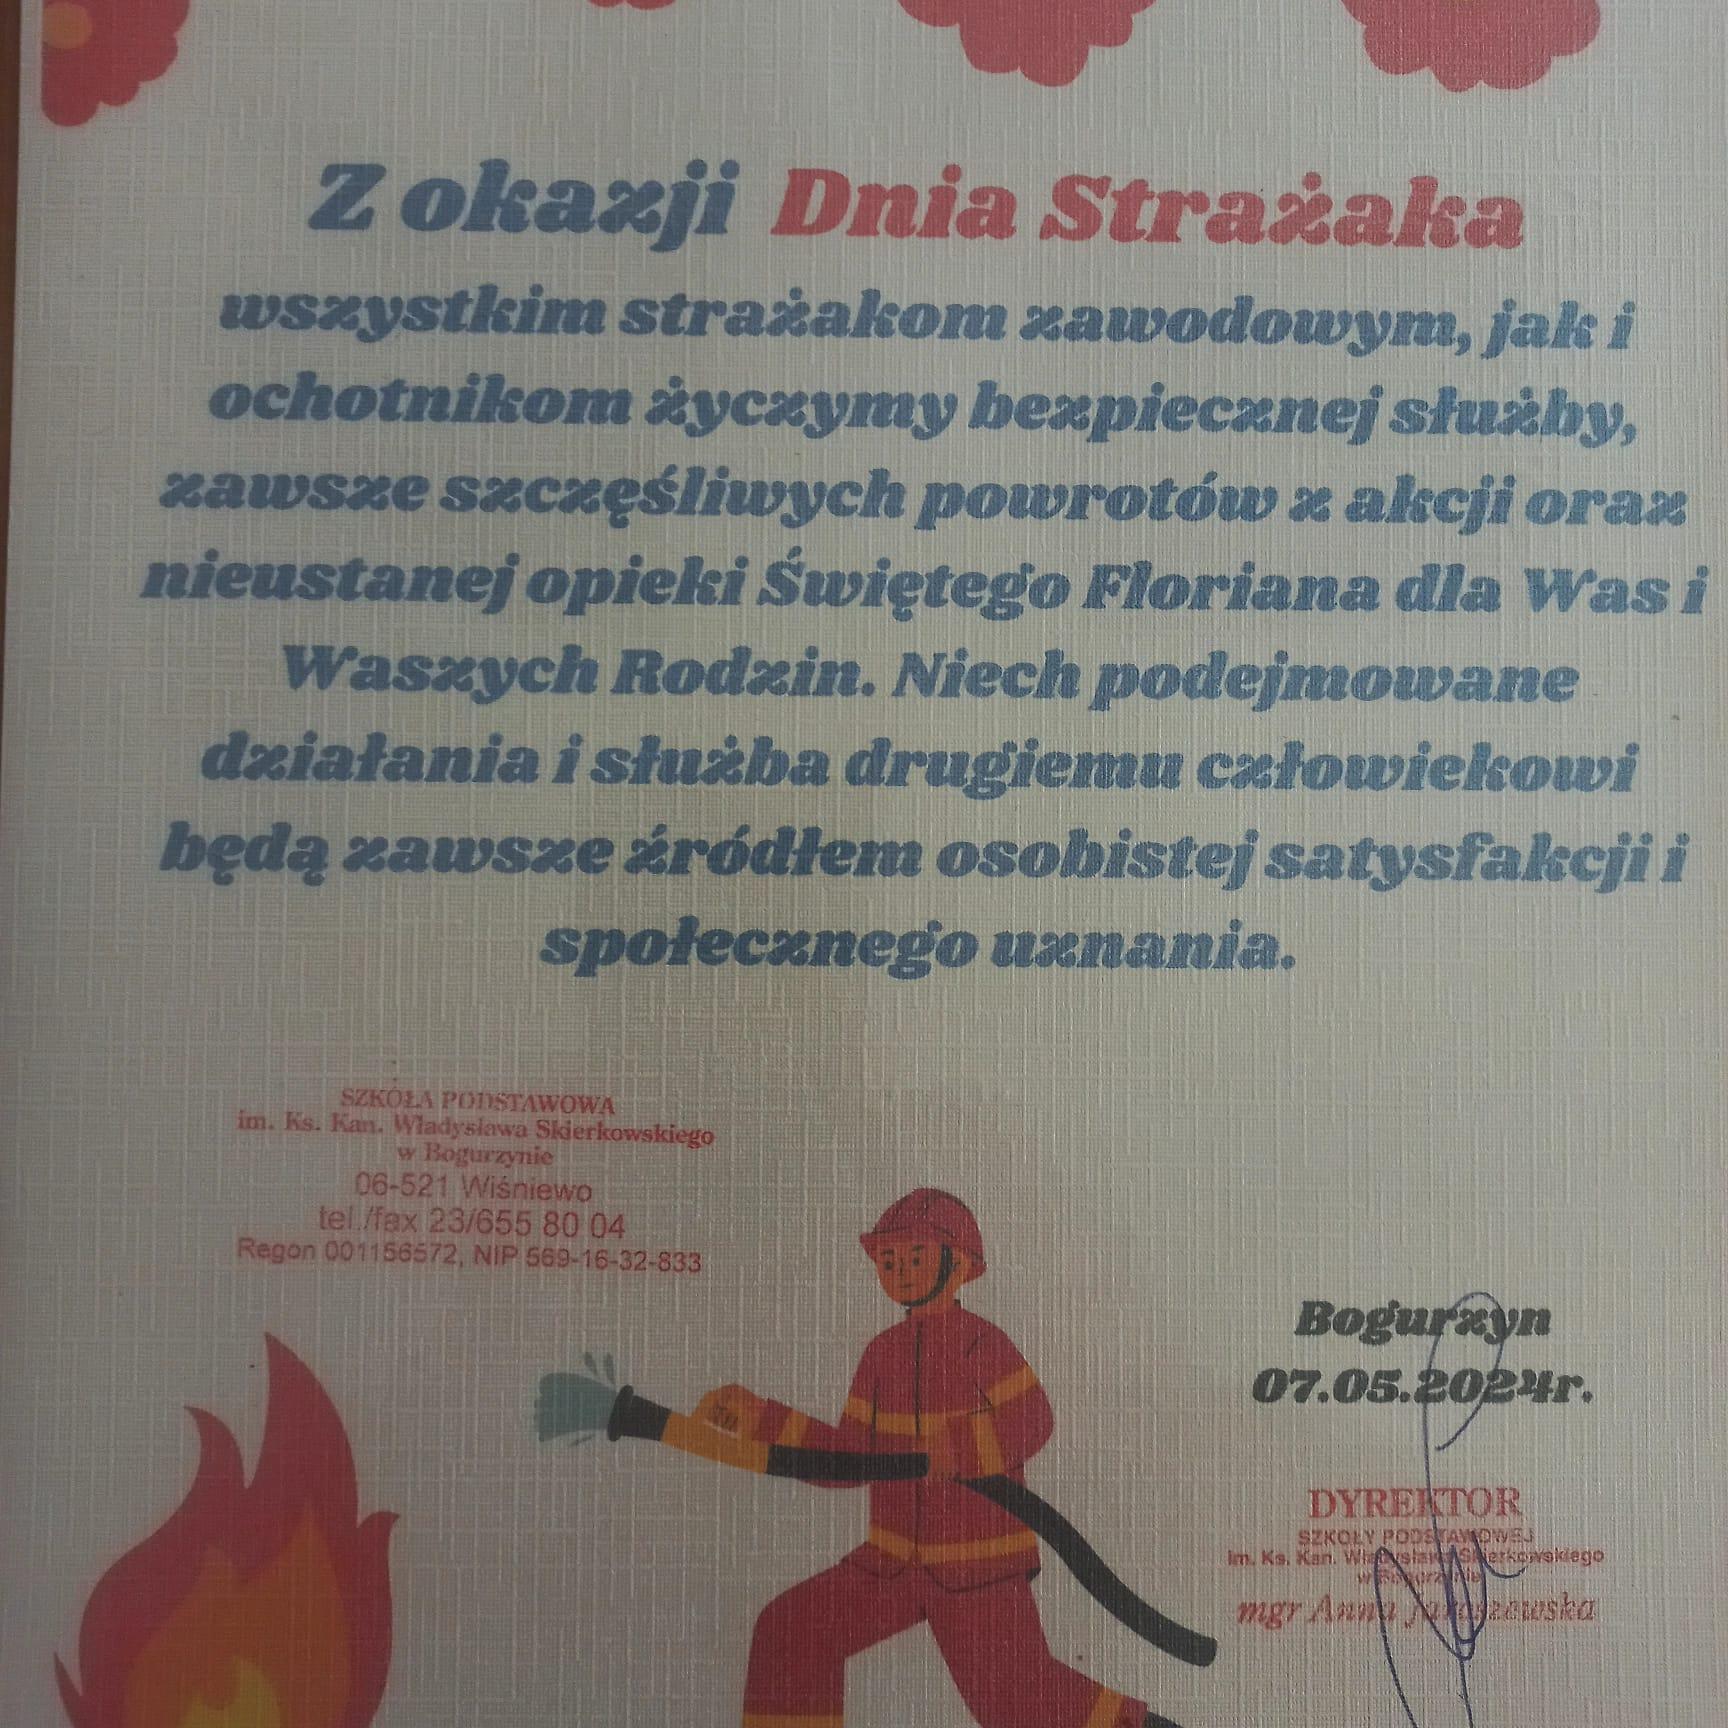 Z okazji Dnia Strażaka
wszystkim strażakom zawodowym, jak i
ochotnikom życzymy bezpiecznej służby,
zawsze szczęśliwych powrotów z akcji oraz
nieustanej opieki Świętego Floriana dla Was i
Waszych Rodzin. Niech podejmowane
działania i służba drugiemu człowiekowi
będą zawsze źródłem osobistej satysfakcji i
społecznego uznania.
SZKOŁA PODSTAWOWA
im. Ks. Kan. Władysława Skierkowskiego
w Bogurzynie
06-521 Wiśniewo
tel./fax 23/655 80 04
Regon 001156572, NIP 569-16-32-833
Bogurzyn
07.05.2024r.
DYREKTOR
SZKOŁY PODSTAWOWEJ
im. Ks. Kan. Władysława Skierkowskiego
w Bogurzynie
mgr Anna